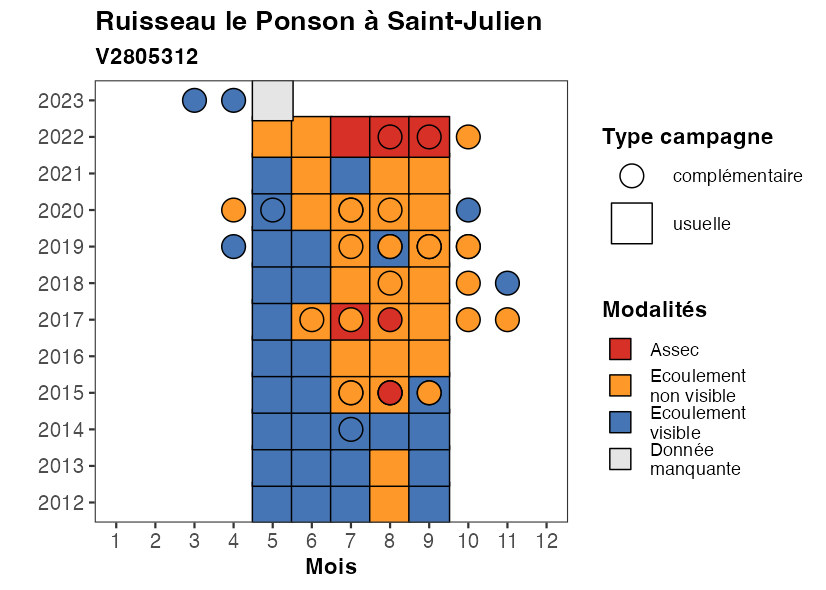 Ruisseau le Ponson à Saint-Julien
V2805312
2023
2022
2021
2020
2019
2018
2017
2016
2015
2014
2013
2012
1 2 3 4 5 6 7 8 9 10 11 12
Mois
Type campagne
complémentaire
usuelle
Modalités
Assec
Ecoulement
non visible
Ecoulement
visible
Donnée
manquante